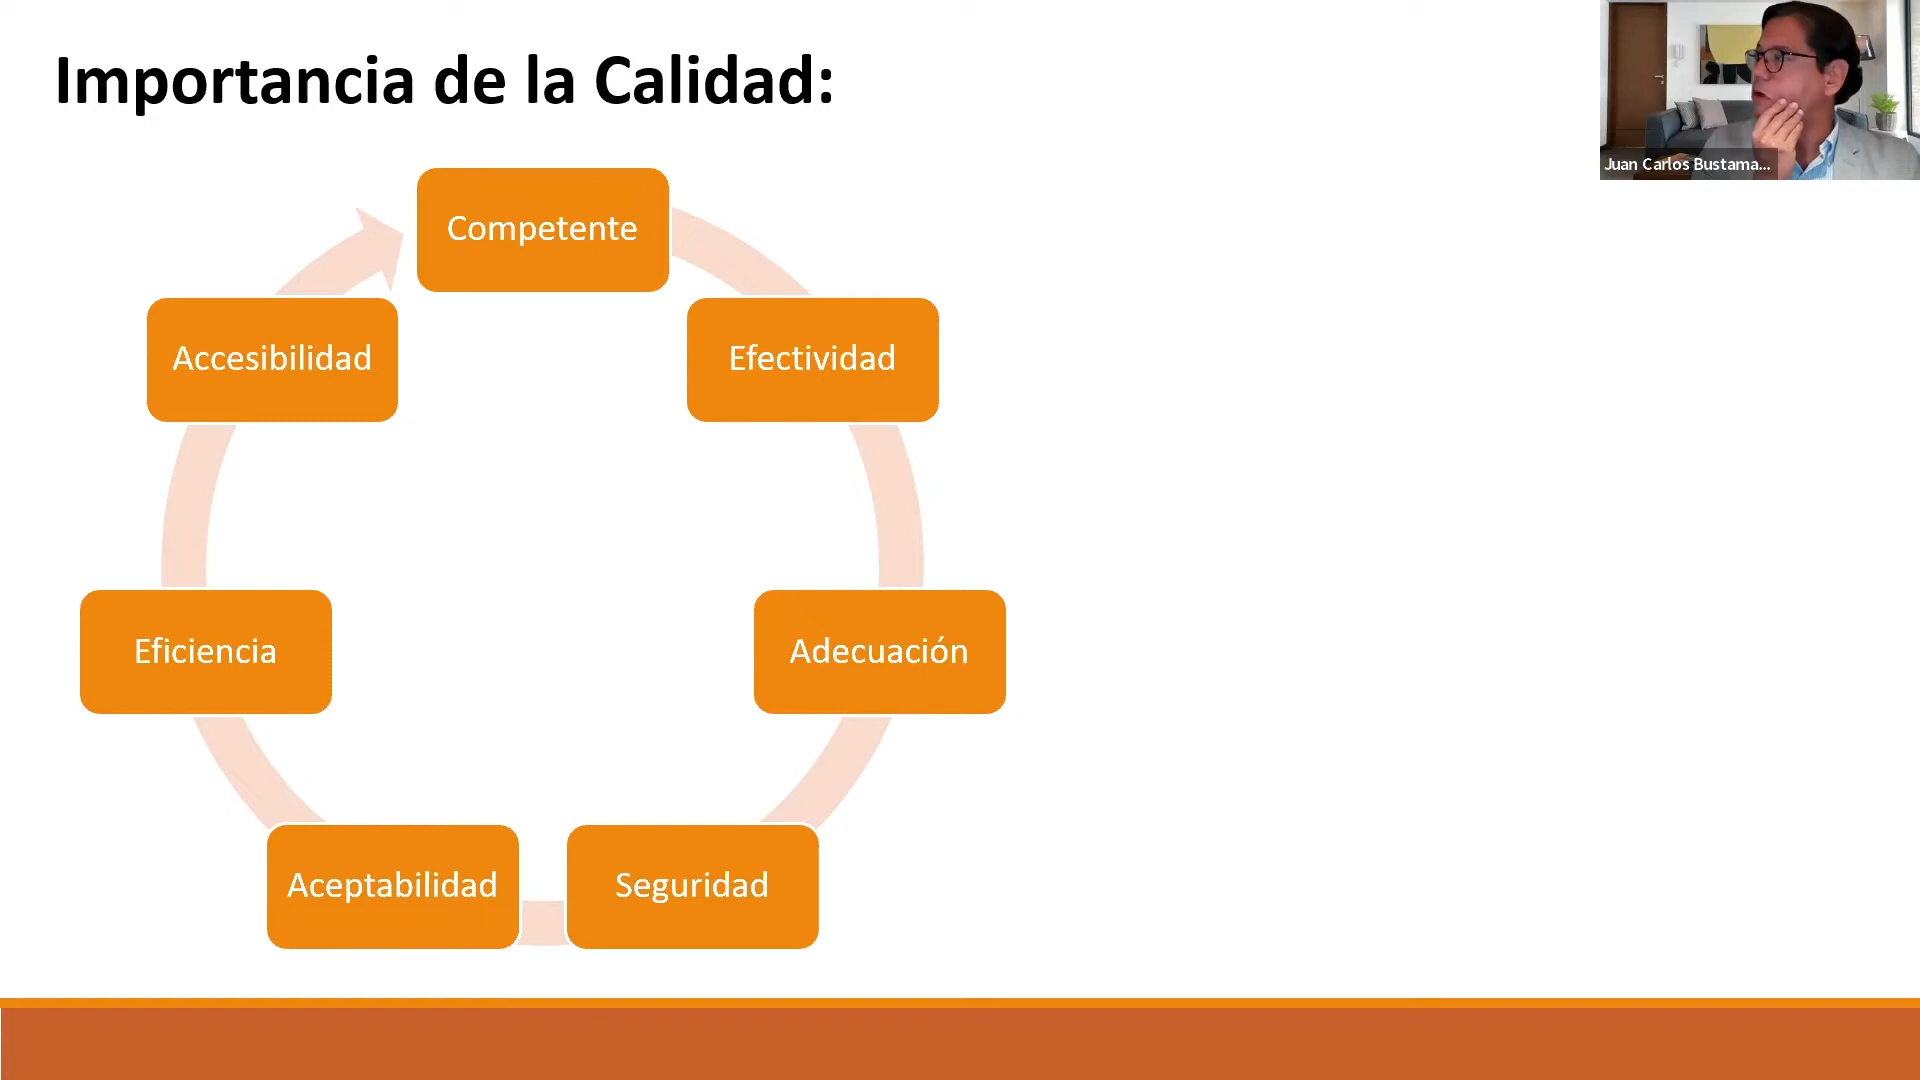 Importancia de la Calidad:
Juan Carlos Bustama...
Competente
Efectividad
Adecuación
Seguridad
Aceptabilidad
Eficiencia
Accesibilidad